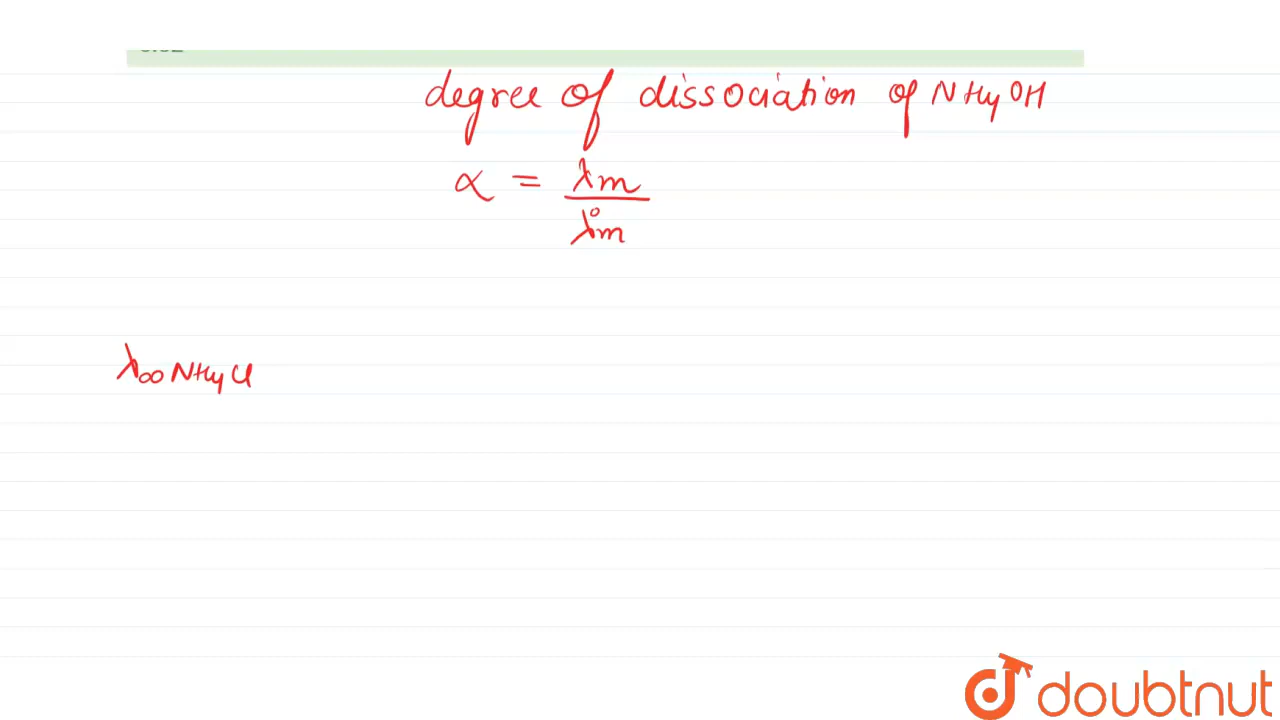 degree of dissociation of NH4OH
α = λm / λ°m
λ∞ NH4Cl
doubtnut